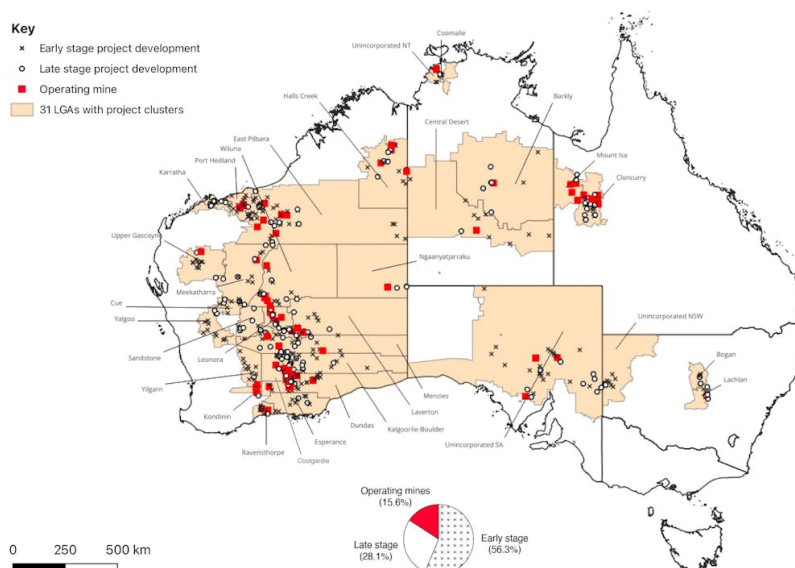 Key
Early stage project development
Late stage project development
Operating mine
31 LGAs with project clusters
Coomalie
Unincorporated NT
Halls Creek
Central Desert
Barkly
East Pilbara
Wiluna
Port Hedland
Karratha
Mount Isa
Cloncurry
Upper Gascoyne
Ngaanyatjarraku
Meekatharra
Cue
Yalgoo
Unincorporated NSW
Sandstone
Leonora
Bogan
Lachlan
Yilgarn
Menzies
Kondinin
Laverton
Dundas
Kalgoorlie-Boulder
Esperance
Unincorporated SA
Ravensthorpe
Coolgardie
Operating mines
(15.6%)
Late stage
(28.1%)
Early stage
(56.3%)
0 250 500 km